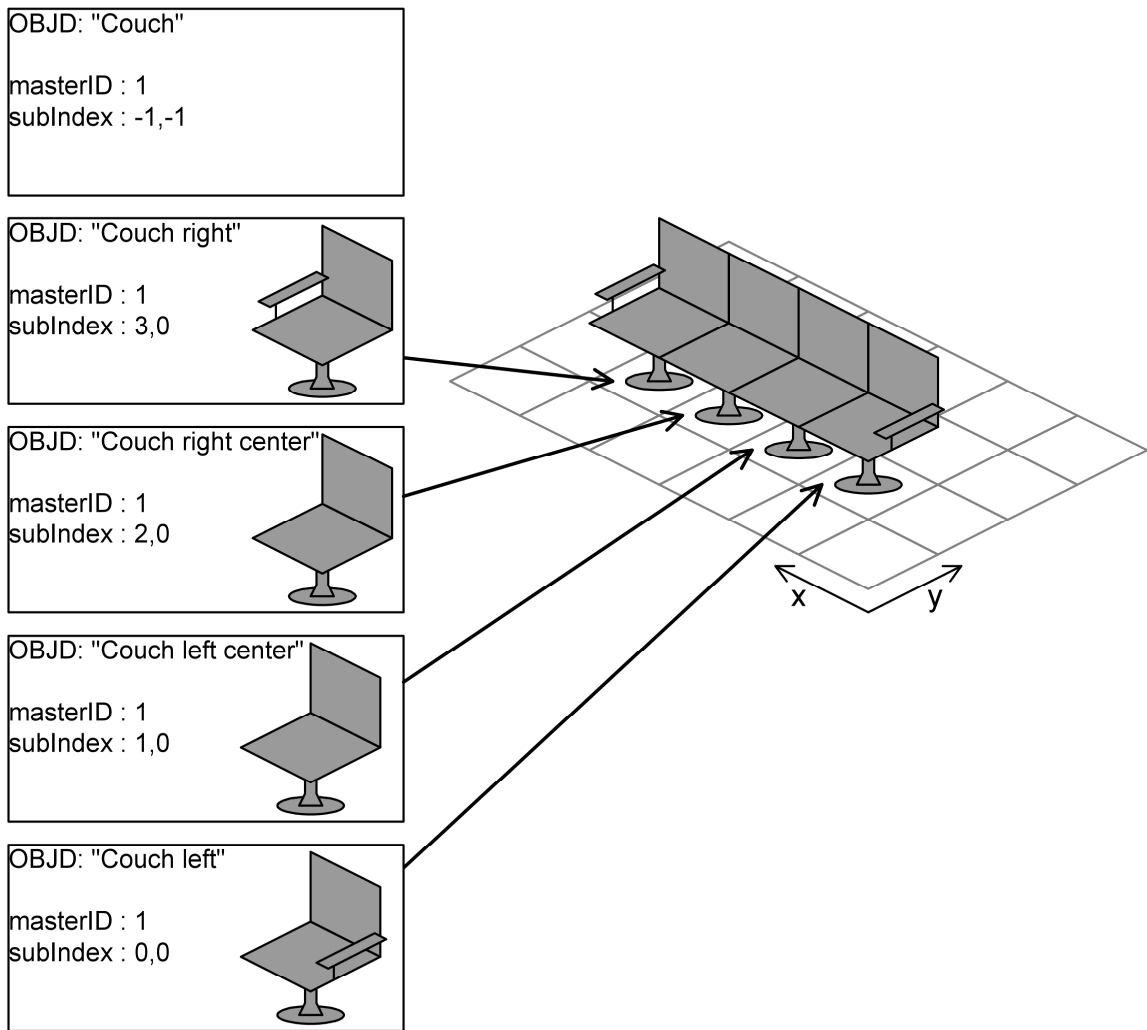 OBJD: "Couch"
masterID : 1
subIndex : -1,-1
OBJD: "Couch right"
masterID : 1
subIndex : 3,0
OBJD: "Couch right center"
masterID : 1
subIndex : 2,0
OBJD: "Couch left center"
masterID : 1
subIndex : 1,0
OBJD: "Couch left"
masterID : 1
subIndex : 0,0
x
y